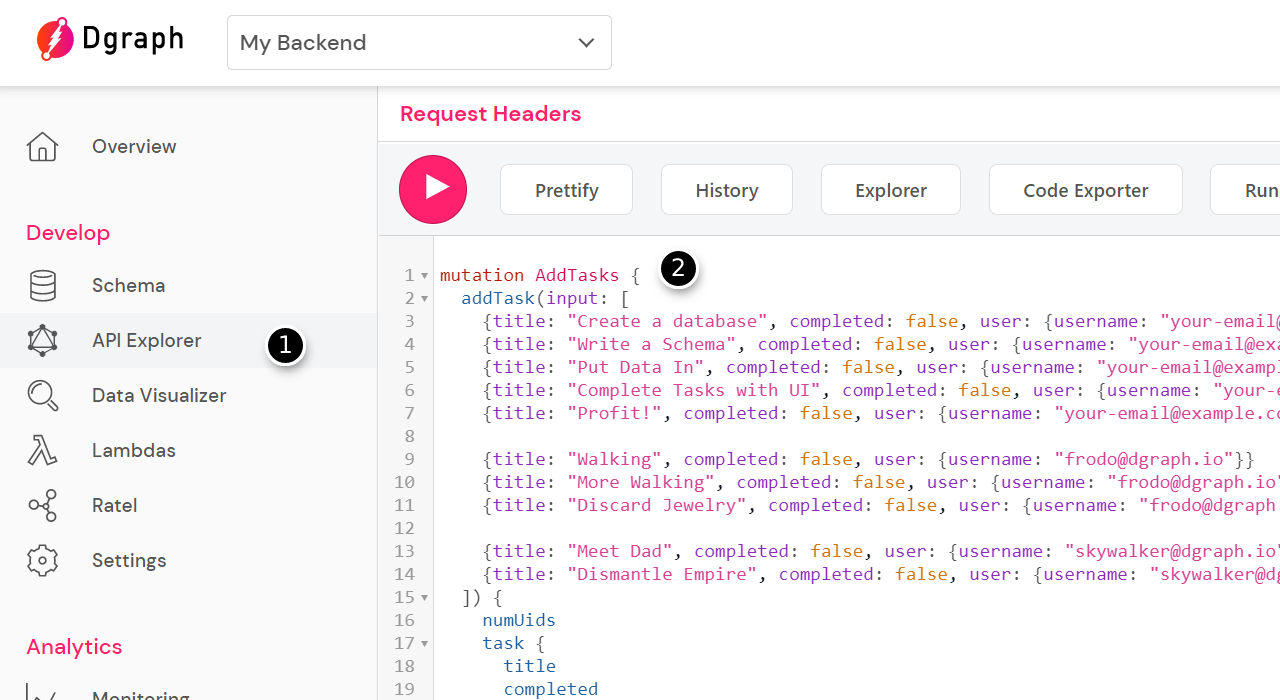 Dgraph
My Backend
Overview
Develop
Schema
API Explorer
1
Data Visualizer
Lambdas
Ratel
Settings
Analytics
Monitoring
Request Headers
Prettify History Explorer Code Exporter Run
2
1 mutation AddTasks {
2 addTask(input: [
3 {title: "Create a database", completed: false, user: {username: "your-email@
4 {title: "Write a Schema", completed: false, user: {username: "your-email@exa
5 {title: "Put Data In", completed: false, user: {username: "your-email@exampl
6 {title: "Complete Tasks with UI", completed: false, user: {username: "your-e
7 {title: "Profit!", completed: false, user: {username: "your-email@example.co
8
9 {title: "Walking", completed: false, user: {username: "frodo@dgraph.io"}}
10 {title: "More Walking", completed: false, user: {username: "frodo@dgraph.io"
11 {title: "Discard Jewelry", completed: false, user: {username: "frodo@dgraph
12
13 {title: "Meet Dad", completed: false, user: {username: "skywalker@dgraph.io"
14 {title: "Dismantle Empire", completed: false, user: {username: "skywalker@dg
15 ]) {
16 numUids
17 task {
18 title
19 completed